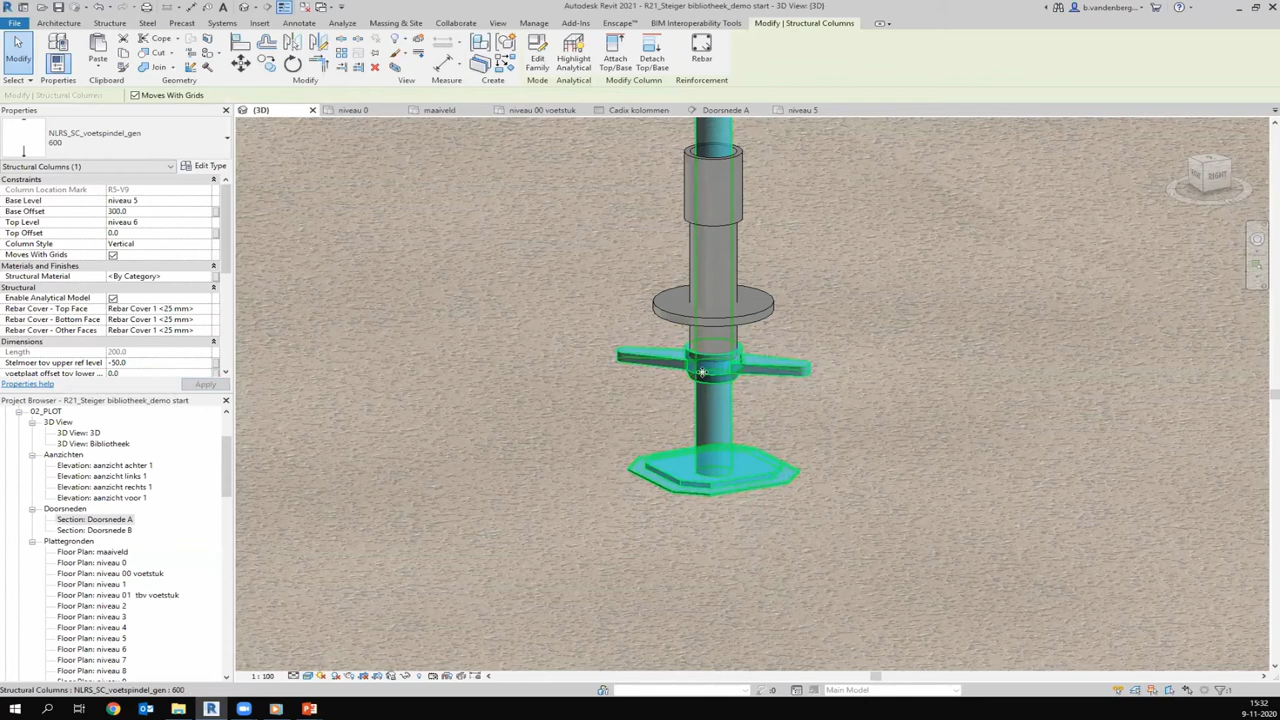 Autodesk Revit 2021 - R21_Steiger bibliotheek_demo start - 3D View: {3D}
b.vandenberg...
File Architecture Structure Steel Precast Systems Insert Annotate Analyze Massing & Site Collaborate View Manage Add-Ins Enscape™ BIM Interoperability Tools Modify | Structural Columns
Modify Properties Paste Cope Cut Join Edit Family Highlight Analytical Attach Top/Base Detach Top/Base Rebar
Select Properties Clipboard Geometry Modify View Measure Create Mode Analytical Modify Column Reinforcement
Modify | Structural Columns Moves With Grids
Properties
{3D} niveau 0 maaiveld niveau 00 voetstuk Cadix kolommen Doorsnede A niveau 5
NLRS_SC_voetspindel_gen
600
Structural Columns (1) Edit Type
Constraints
Column Location Mark R5-V9
Base Level niveau 5
Base Offset 300.0
Top Level niveau 6
Top Offset 0.0
Column Style Vertical
Moves With Grids
Materials and Finishes
Structural Material <By Category>
Structural
Enable Analytical Model
Rebar Cover - Top Face Rebar Cover 1 <25 mm>
Rebar Cover - Bottom Face Rebar Cover 1 <25 mm>
Rebar Cover - Other Faces Rebar Cover 1 <25 mm>
Dimensions
Length 200.0
Stelmoer tov upper ref level -50.0
voetplaat offset tov lower ... 0.0
Properties help Apply
Project Browser - R21_Steiger bibliotheek_demo start
02_PLOT
3D View
3D View: 3D
3D View: Bibliotheek
Aanzichten
Elevation: aanzicht achter 1
Elevation: aanzicht links 1
Elevation: aanzicht rechts 1
Elevation: aanzicht voor 1
Doorsneden
Section: Doorsnede A
Section: Doorsnede B
Plattegronden
Floor Plan: maaiveld
Floor Plan: niveau 0
Floor Plan: niveau 00 voetstuk
Floor Plan: niveau 1
Floor Plan: niveau 01 tbv voetstuk
Floor Plan: niveau 2
Floor Plan: niveau 3
Floor Plan: niveau 4
Floor Plan: niveau 5
Floor Plan: niveau 6
Floor Plan: niveau 7
Floor Plan: niveau 8
RIGHT
1 : 100
Structural Columns : NLRS_SC_voetspindel_gen : 600
:0 Main Model :1
15:32
9-11-2020